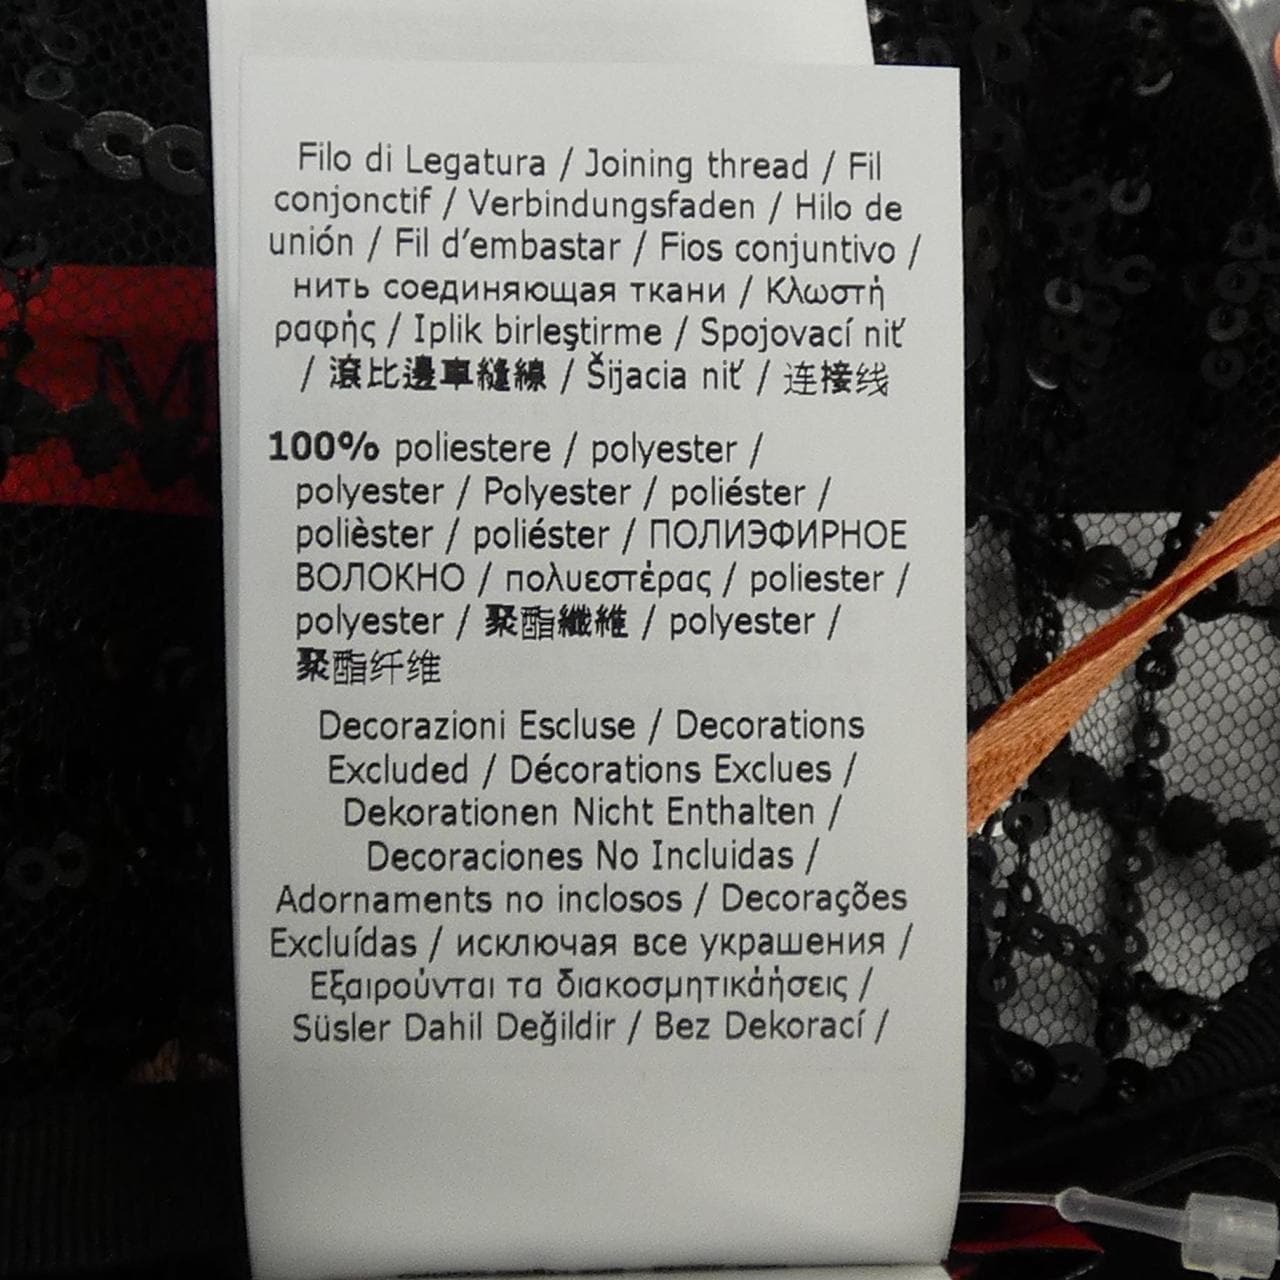 Filo di Legatura / Joining thread / Fil
conjonctif / Verbindungsfaden / Hilo de
unión / Fil d’embastar / Fios conjuntivo /
нить соединяющая ткани / Κλωστή
ραφής / Iplik birleştirme / Spojovací niť
/ 滾比邊車縫線 / Šijacia niť / 连接线
100% poliestere / polyester /
polyester / Polyester / poliéster /
polièster / poliéster / ПОЛИЭФИРНОЕ
ВОЛОКНО / πολυεστέρας / poliester /
polyester / 聚酯纖維 / polyester /
聚酯纤维
Decorazioni Escluse / Decorations
Excluded / Décorations Exclues /
Dekorationen Nicht Enthalten /
Decoraciones No Incluidas /
Adornaments no inclosos / Decorações
Excluídas / исключая все украшения /
Εξαιρούνται τα διακοσμητικάήσεις /
Süsler Dahil Değildir / Bez Dekorací /